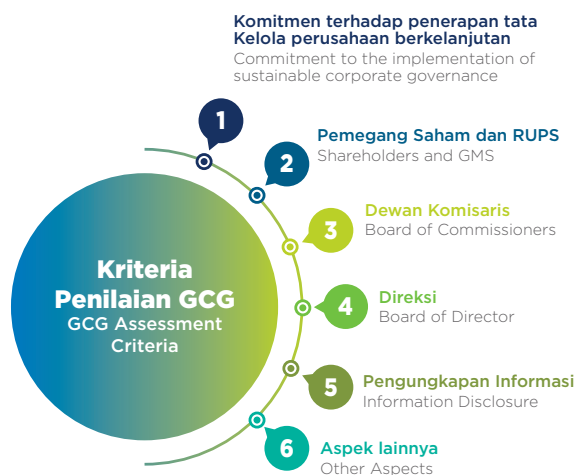 Komitmen terhadap penerapan tata
Kelola perusahaan berkelanjutan
Commitment to the implementation of
sustainable corporate governance
1
2
Pemegang Saham dan RUPS
Shareholders and GMS
3
Dewan Komisaris
Board of Commissioners
Kriteria
Penilaian GCG
GCG Assessment
Criteria
4
Direksi
Board of Director
5
Pengungkapan Informasi
Information Disclosure
6
Aspek lainnya
Other Aspects